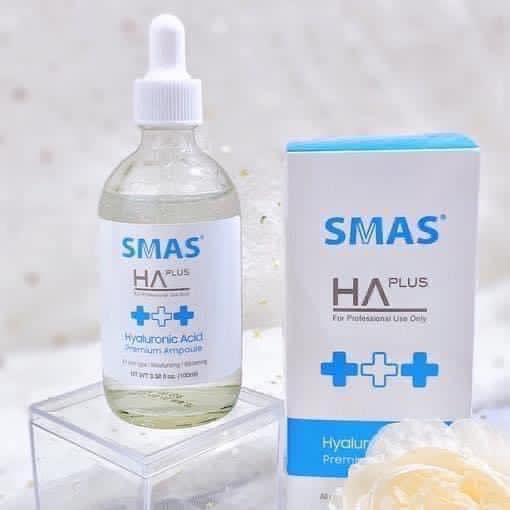 SMAS®
HA PLUS
For Professional Use Only
Hyaluronic Acid
Premium Ampoule
All skin type / Moisturizing / Whitening
NET WT 3.38 fl. oz. (100ml)
SMAS®
HA PLUS
For Professional Use Only
Hyalur
Premi
All